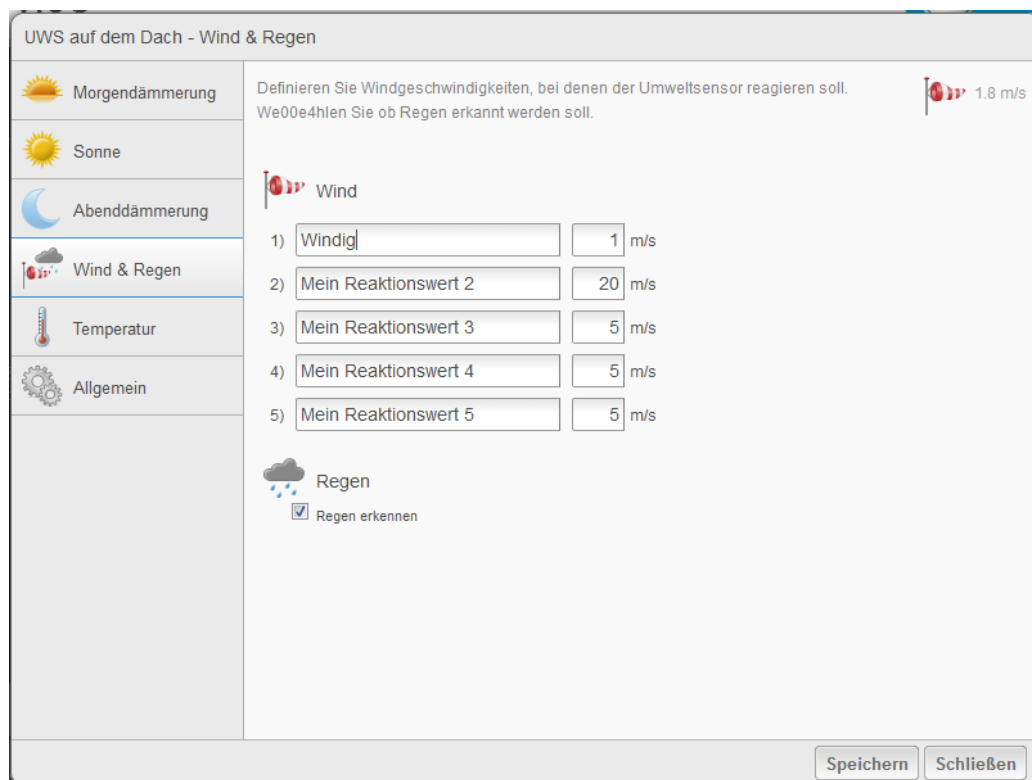 UWS auf dem Dach - Wind & Regen
Morgendämmerung
Sonne
Abenddämmerung
Wind & Regen
Temperatur
Allgemein
Definieren Sie Windgeschwindigkeiten, bei denen der Umweltsensor reagieren soll.
We00e4hlen Sie ob Regen erkannt werden soll.
1.8 m/s
Wind
1) Windig 1 m/s
2) Mein Reaktionswert 2 20 m/s
3) Mein Reaktionswert 3 5 m/s
4) Mein Reaktionswert 4 5 m/s
5) Mein Reaktionswert 5 5 m/s
Regen
Regen erkennen
Speichern Schließen